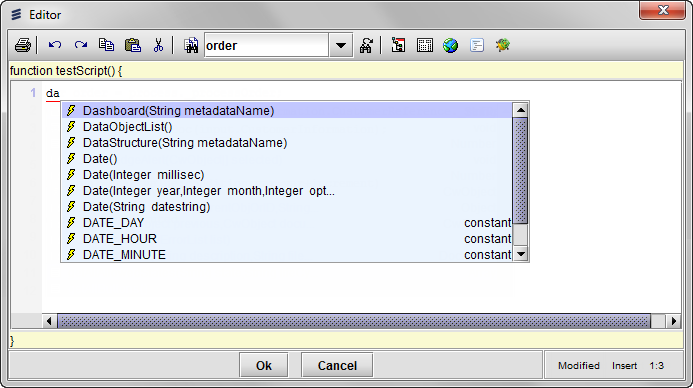 Editor
order
function testScript() {
1 da
Dashboard(String metadataName)
DataObjectList()
DataStructure(String metadataName)
Date()
Date(Integer millisec)
Date(Integer year,Integer month,Integer opt...
Date(String datestring)
DATE_DAY constant
DATE_HOUR constant
DATE_MINUTE constant
}
Ok Cancel Modified Insert 1:3